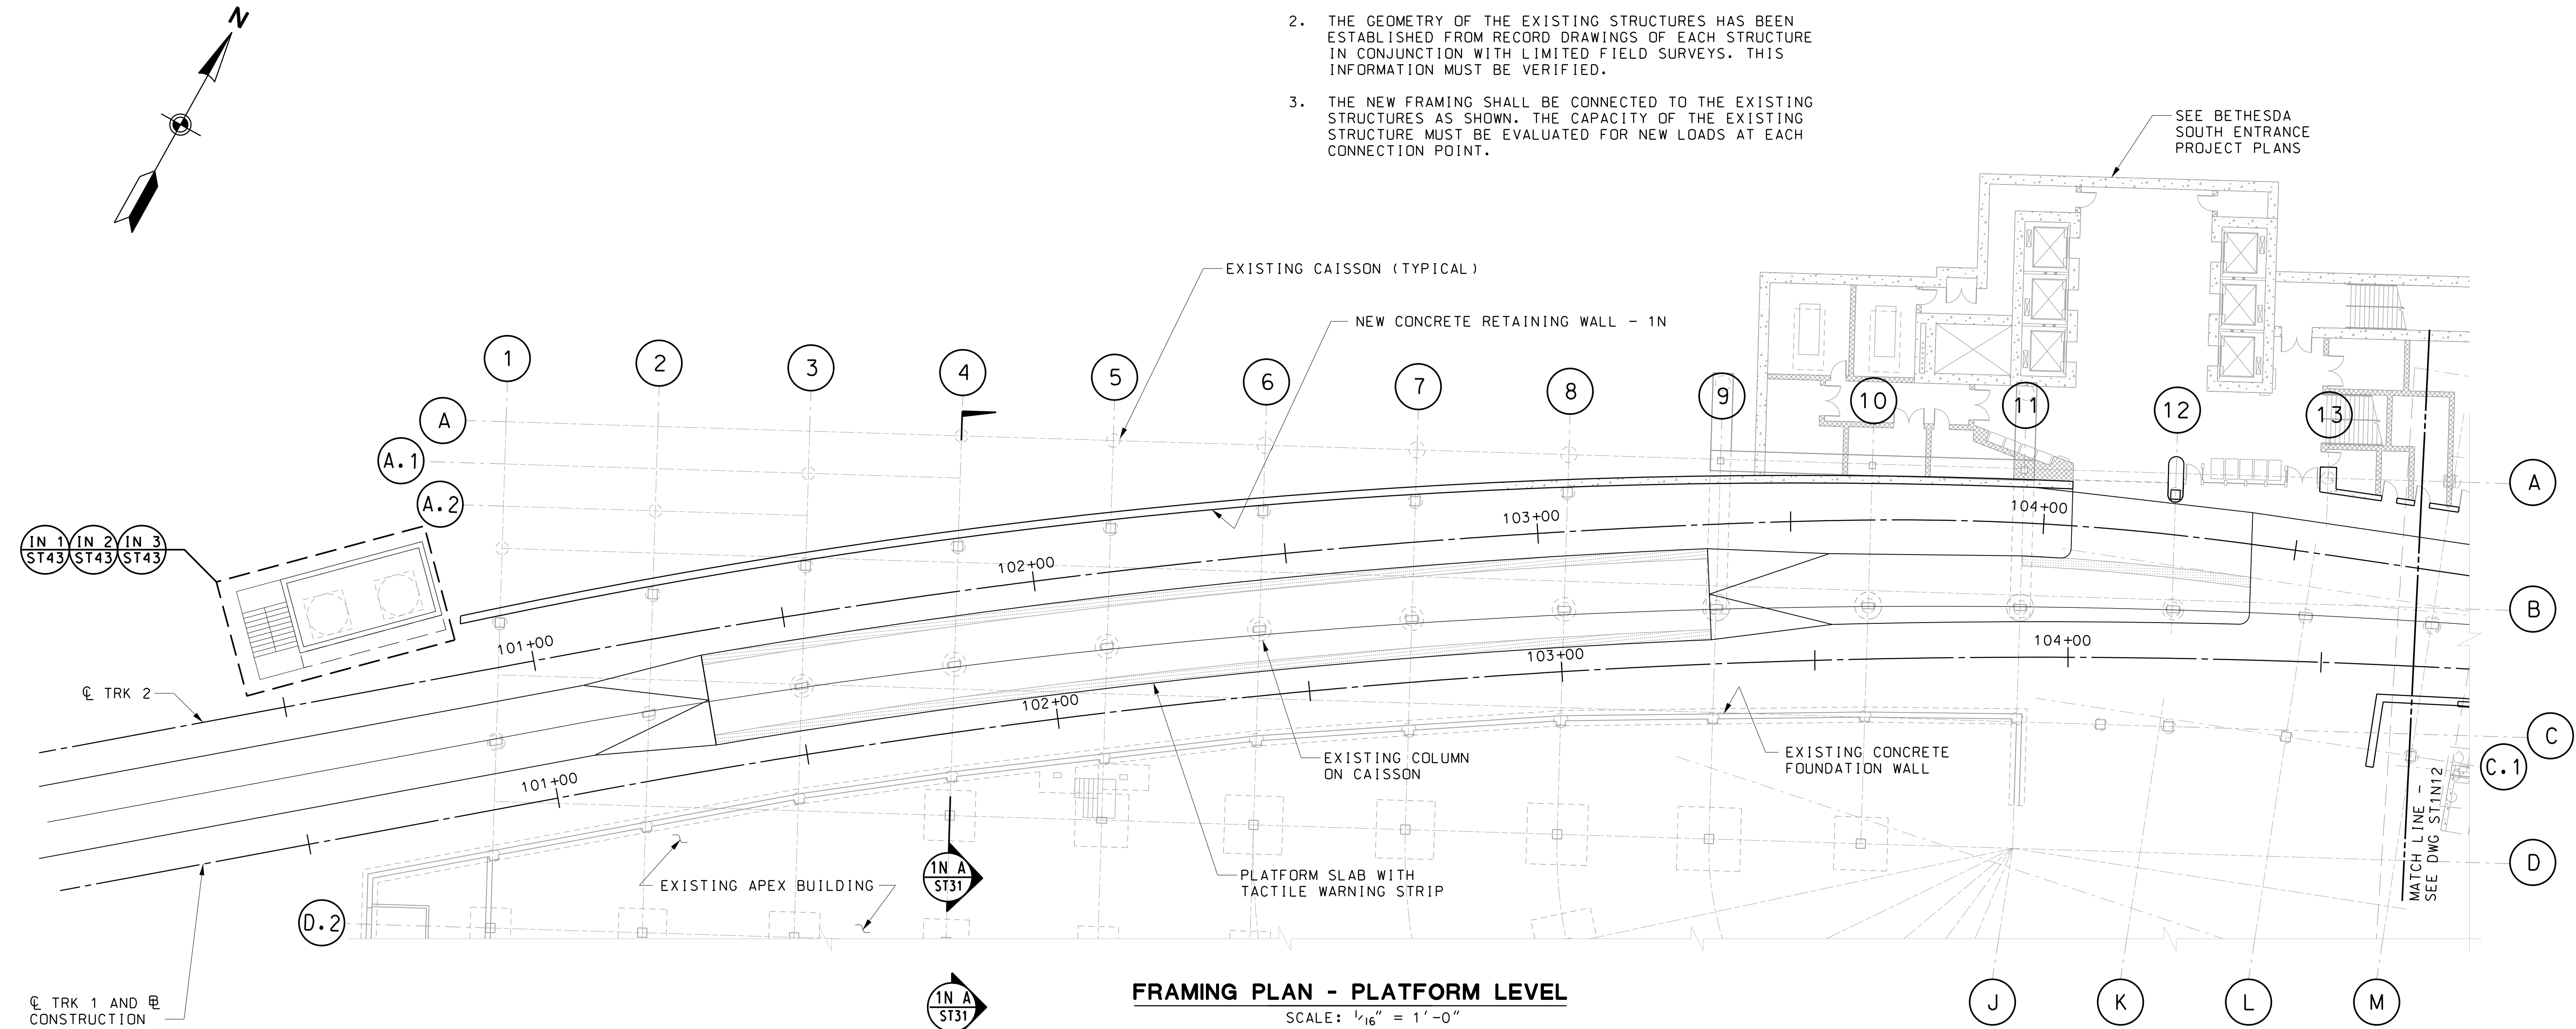 N
2. THE GEOMETRY OF THE EXISTING STRUCTURES HAS BEEN
ESTABLISHED FROM RECORD DRAWINGS OF EACH STRUCTURE
IN CONJUNCTION WITH LIMITED FIELD SURVEYS. THIS
INFORMATION MUST BE VERIFIED.
3. THE NEW FRAMING SHALL BE CONNECTED TO THE EXISTING
STRUCTURES AS SHOWN. THE CAPACITY OF THE EXISTING
STRUCTURE MUST BE EVALUATED FOR NEW LOADS AT EACH
CONNECTION POINT.
SEE BETHESDA
SOUTH ENTRANCE
PROJECT PLANS
EXISTING CAISSON (TYPICAL)
NEW CONCRETE RETAINING WALL - 1N
1
2
3
4
5
6
7
8
9
10
11
12
13
A
A.1
A.2
A
B
C
C.1
D
IN 1
ST43
IN 2
ST43
IN 3
ST43
101+00
102+00
103+00
104+00
101+00
102+00
103+00
104+00
℄ TRK 2
EXISTING COLUMN
ON CAISSON
EXISTING CONCRETE
FOUNDATION WALL
MATCH LINE -
SEE DWG ST1N12
EXISTING APEX BUILDING
1N A
ST31
PLATFORM SLAB WITH
TACTILE WARNING STRIP
D.2
℄ TRK 1 AND BL
CONSTRUCTION
1N A
ST31
FRAMING PLAN - PLATFORM LEVEL
SCALE: 1/16" = 1'-0"
J
K
L
M